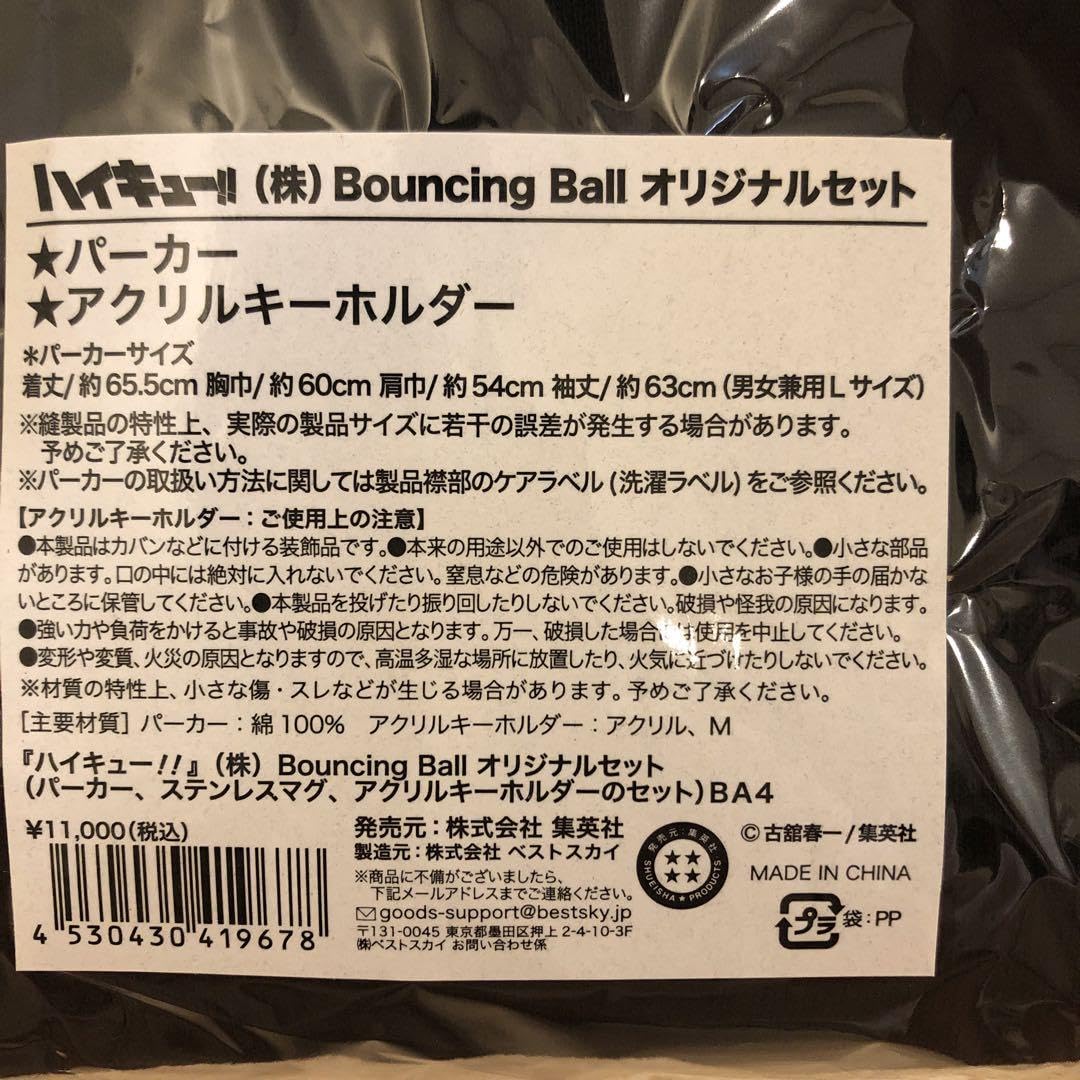 ハイキュー!! (株) Bouncing Ball オリジナルセット
★パーカー
★アクリルキーホルダー
*パーカーサイズ
着丈/約65.5cm 胸巾/約60cm 肩巾/約54cm 袖丈/約63cm(男女兼用Lサイズ)
※縫製品の特性上、実際の製品サイズに若干の誤差が発生する場合があります。
予めご了承ください。
※パーカーの取扱い方法に関しては製品襟部のケアラベル(洗濯ラベル)をご参照ください。
【アクリルキーホルダー:ご使用上の注意】
●本製品はカバンなどに付ける装飾品です。●本来の用途以外でのご使用はしないでください。●小さな部品
があります。口の中には絶対に入れないでください。窒息などの危険があります。●小さなお子様の手の届かな
いところに保管してください。●本製品を投げたり振り回したりしないでください。破損や怪我の原因になります。
●強い力や負荷をかけると事故や破損の原因となります。万一、破損した場合は使用を中止してください。
●変形や変質、火災の原因となりますので、高温多湿な場所に放置したり、火気に近づけたりしないでください。
※材質の特性上、小さな傷・スレなどが生じる場合があります。予めご了承ください。
[主要材質] パーカー:綿100% アクリルキーホルダー:アクリル、M
『ハイキュー!!』(株) Bouncing Ball オリジナルセット
(パーカー、ステンレスマグ、アクリルキーホルダーのセット)BA4
¥11,000(税込)
4 530430 419678
発売元:株式会社 集英社
製造元:株式会社 ベストスカイ
※商品に不備がございましたら、
下記メールアドレスまでご連絡ください。
goods-support@bestsky.jp
〒131-0045 東京都墨田区押上 2-4-10-3F
㈱ベストスカイ お問い合わせ係
発売元:集英社
SHUEISHA★PRODUCTS
©古舘春一/集英社
MADE IN CHINA
プラ 袋:PP